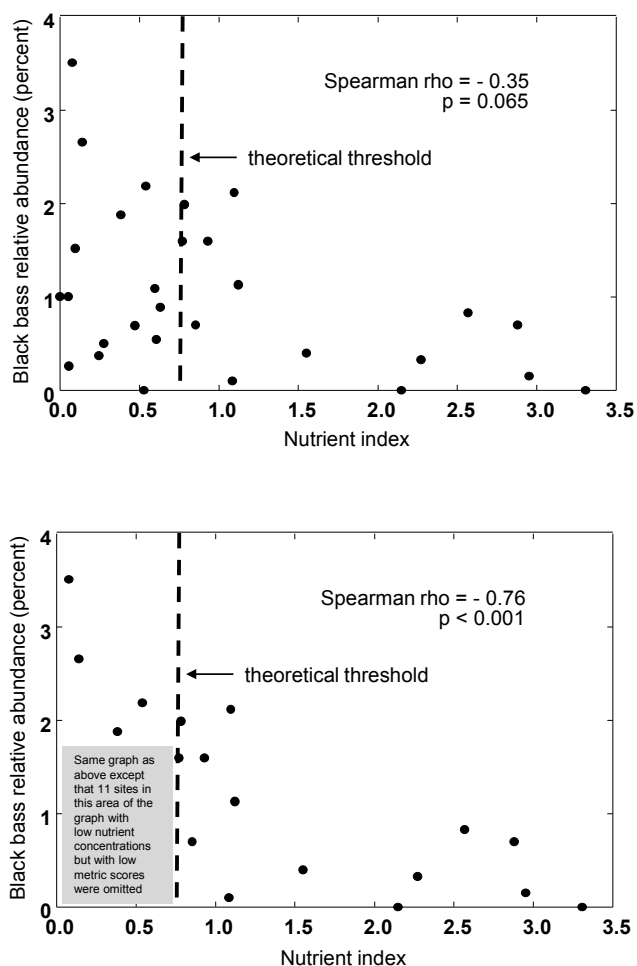 4
Spearman rho = - 0.35
p = 0.065
3
theoretical threshold
2
1
0
Black bass relative abundance (percent)
0.0 0.5 1.0 1.5 2.0 2.5 3.0 3.5
Nutrient index
4
Spearman rho = - 0.76
p < 0.001
3
theoretical threshold
2
Same graph as
above except
that 11 sites in
this area of the
graph with
low nutrient
concentrations
but with low
metric scores
were omitted
1
0
Black bass relative abundance (percent)
0.0 0.5 1.0 1.5 2.0 2.5 3.0 3.5
Nutrient index